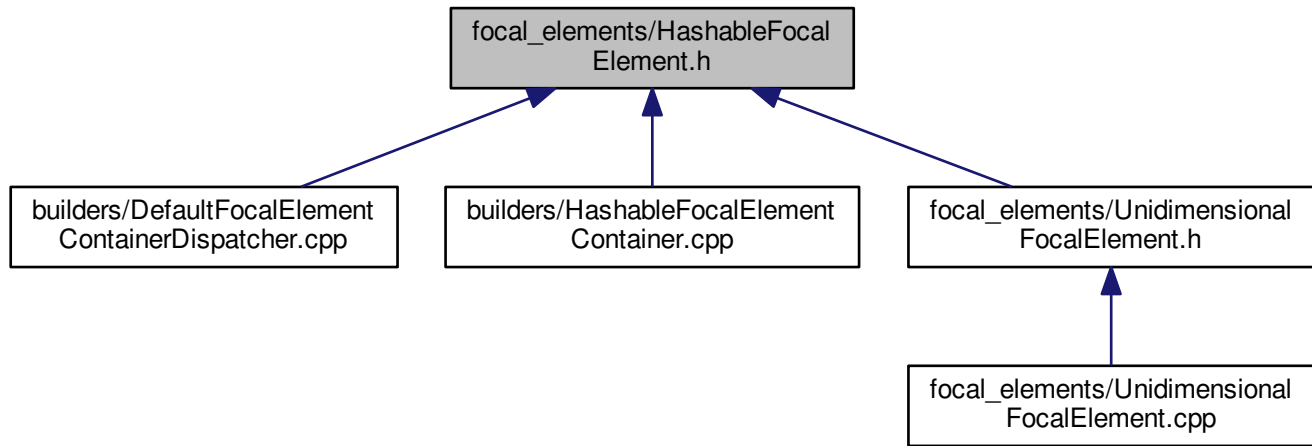 focal_elements/HashableFocal
Element.h
builders/DefaultFocalElement
ContainerDispatcher.cpp
builders/HashableFocalElement
Container.cpp
focal_elements/Unidimensional
FocalElement.h
focal_elements/Unidimensional
FocalElement.cpp